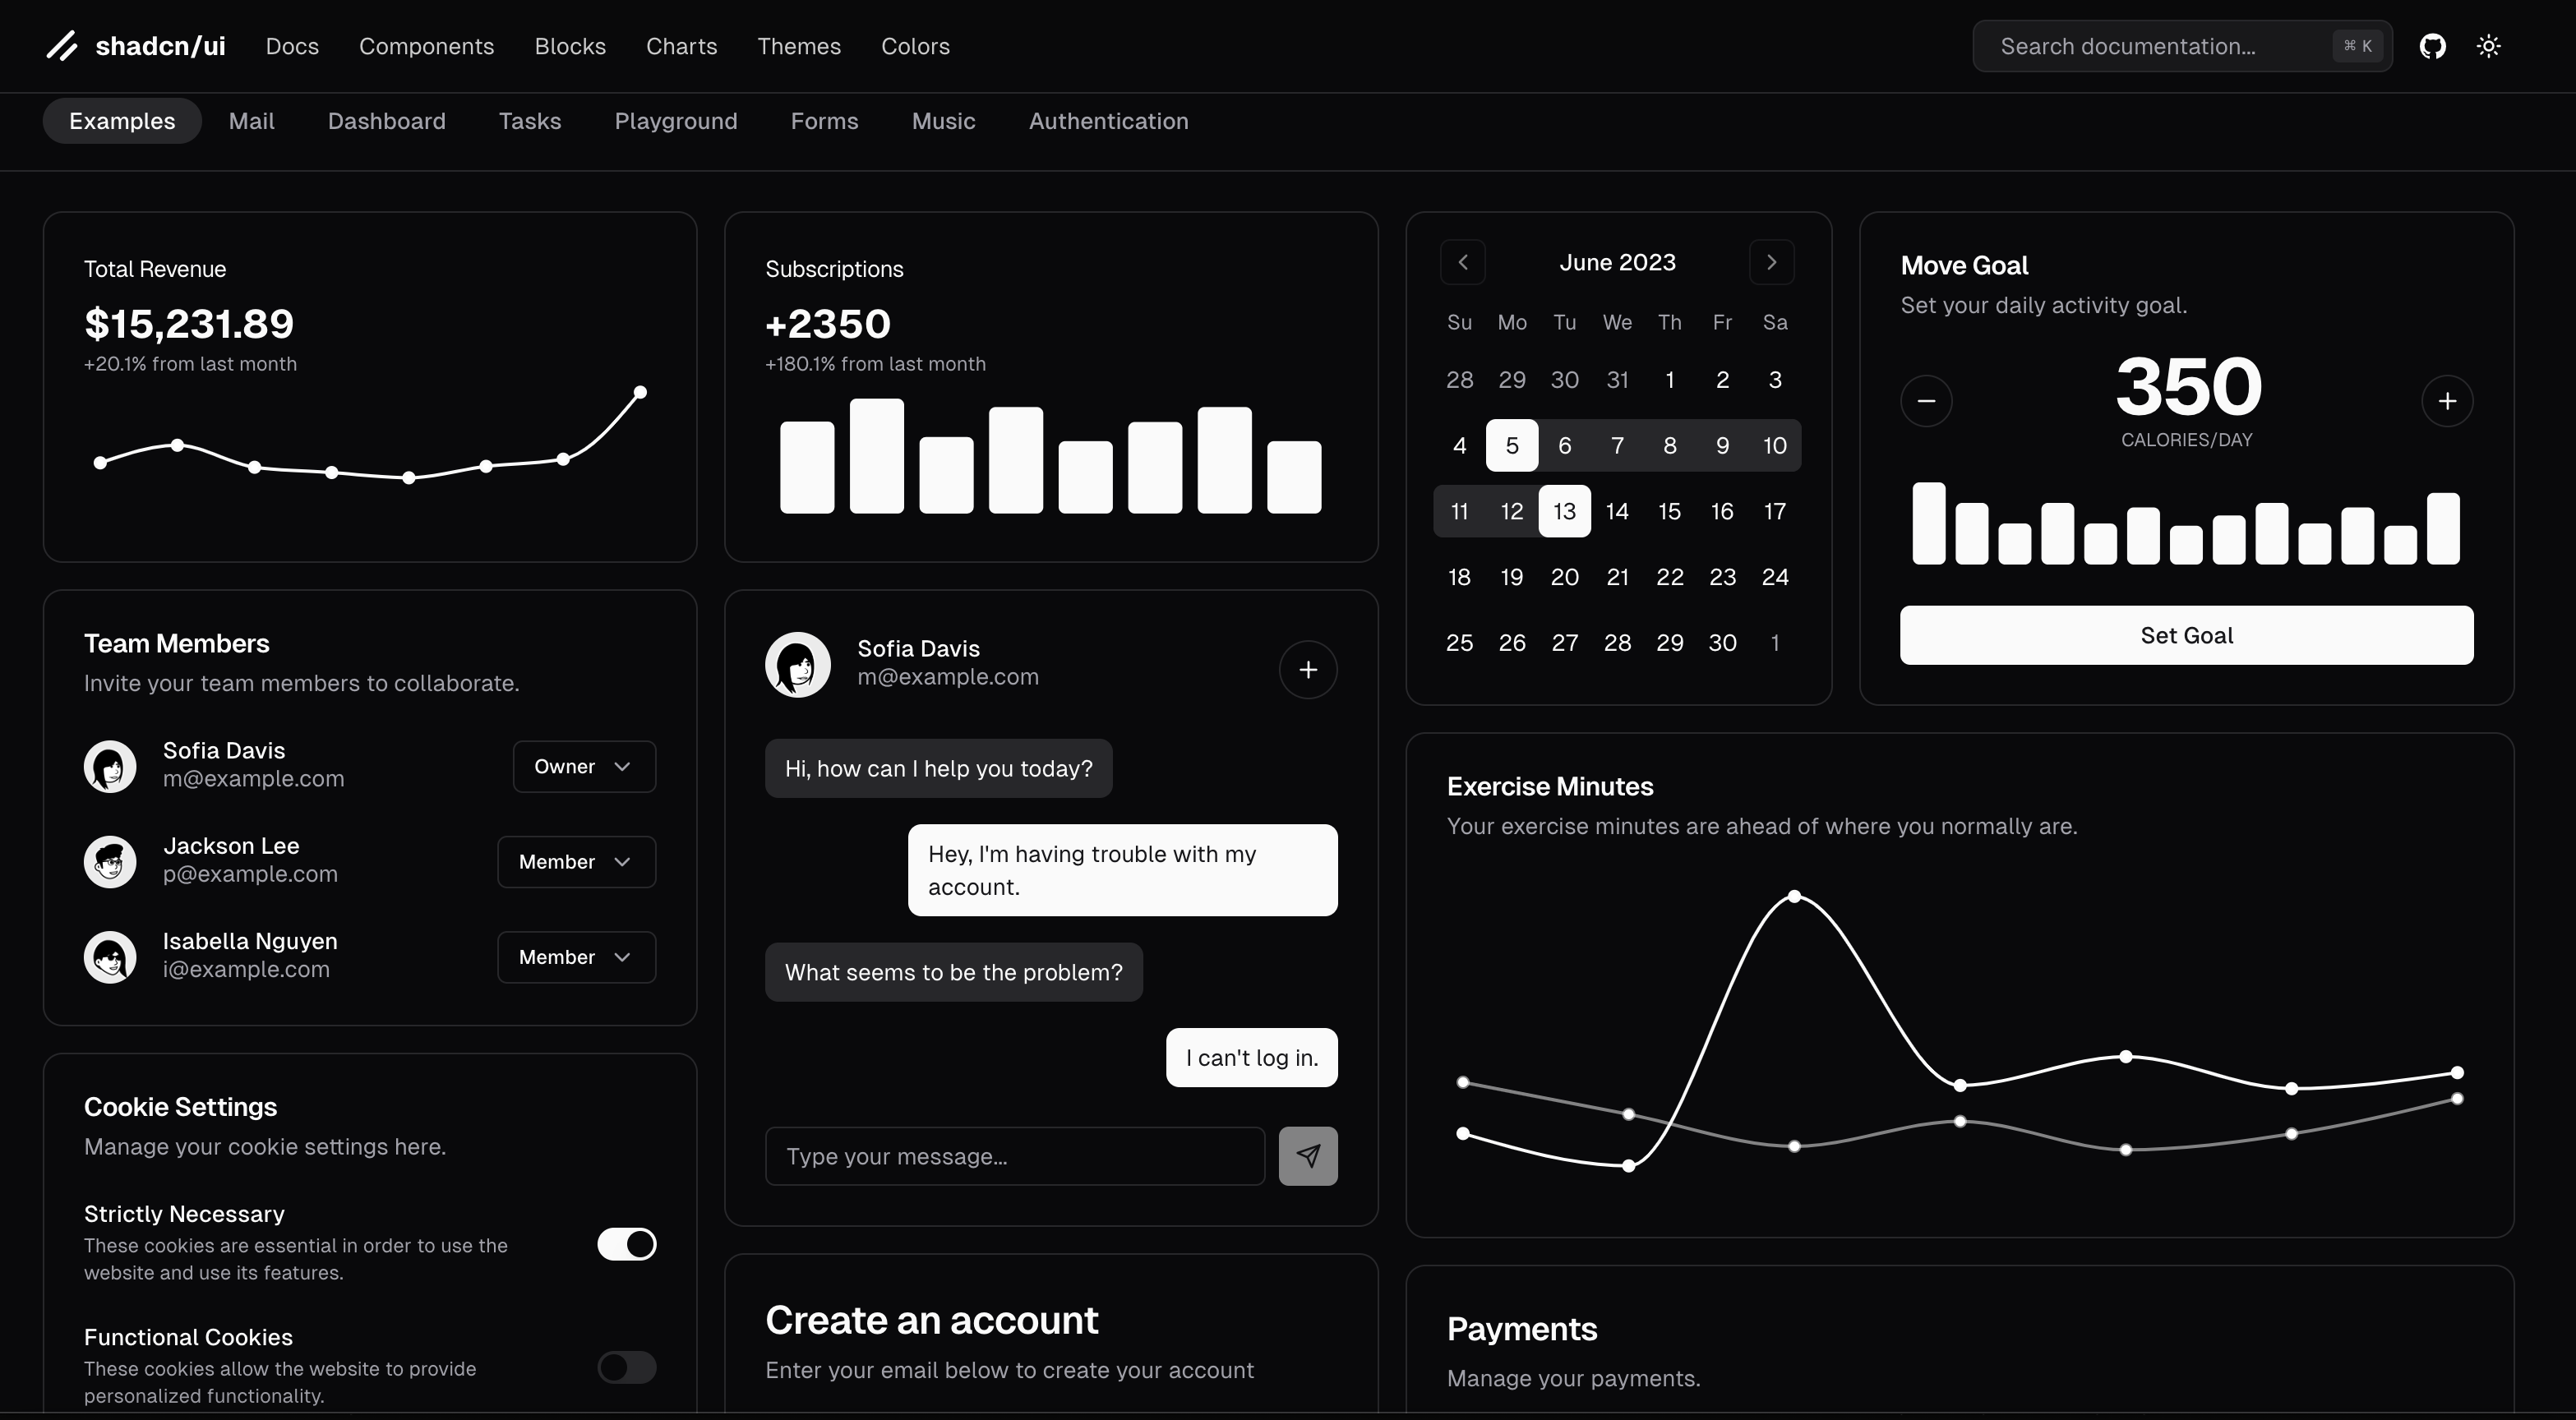 shadcn/ui Docs Components Blocks Charts Themes Colors
Search documentation... ⌘ K
Examples Mail Dashboard Tasks Playground Forms Music Authentication
Total Revenue
$15,231.89
+20.1% from last month
Subscriptions
+2350
+180.1% from last month
June 2023
Su Mo Tu We Th Fr Sa
28 29 30 31 1 2 3
4 5 6 7 8 9 10
11 12 13 14 15 16 17
18 19 20 21 22 23 24
25 26 27 28 29 30 1
Move Goal
Set your daily activity goal.
350
CALORIES/DAY
Set Goal
Team Members
Invite your team members to collaborate.
Sofia Davis
m@example.com
Owner
Jackson Lee
p@example.com
Member
Isabella Nguyen
i@example.com
Member
Sofia Davis
m@example.com
Hi, how can I help you today?
Hey, I'm having trouble with my
account.
What seems to be the problem?
I can't log in.
Type your message...
Exercise Minutes
Your exercise minutes are ahead of where you normally are.
Cookie Settings
Manage your cookie settings here.
Strictly Necessary
These cookies are essential in order to use the
website and use its features.
Functional Cookies
These cookies allow the website to provide
personalized functionality.
Create an account
Enter your email below to create your account
Payments
Manage your payments.